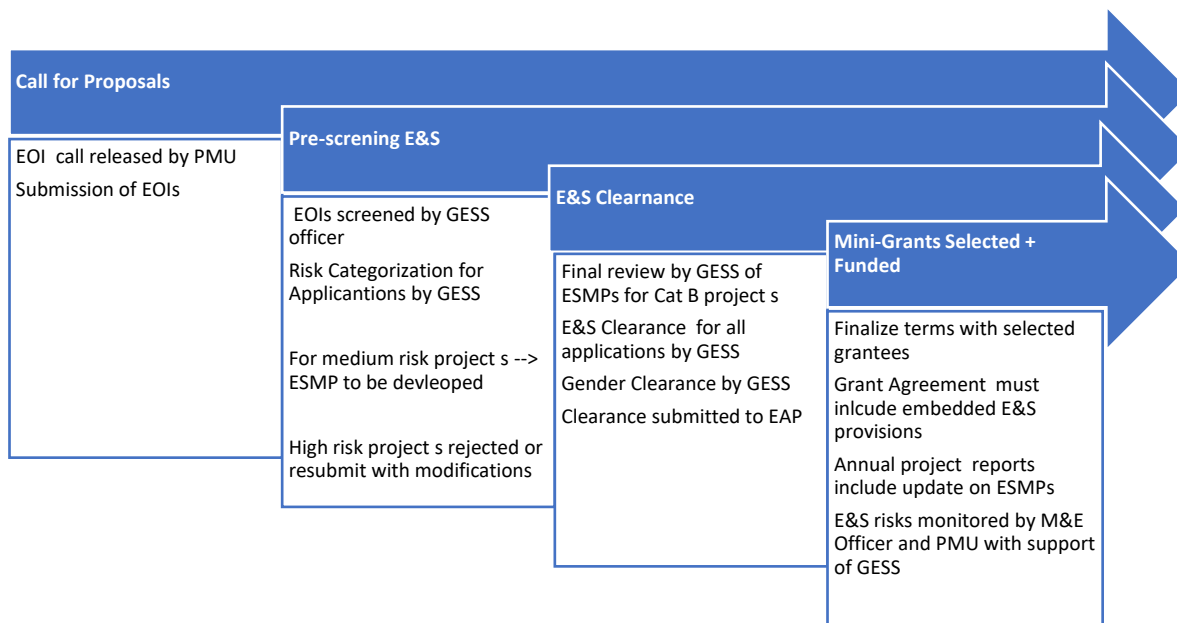 Call for Proposals
EOI call released by PMU
Submission of EOIs
Pre-screning E&S
EOIs screened by GESS
officer
Risk Categorization for
Applicantions by GESS
For medium risk project s -->
ESMP to be devleoped
High risk project s rejected or
resubmit with modifications
E&S Clearnance
Final review by GESS of
ESMPs for Cat B project s
E&S Clearance for all
applications by GESS
Gender Clearance by GESS
Clearance submitted to EAP
Mini-Grants Selected +
Funded
Finalize terms with selected
grantees
Grant Agreement must
inlcude embedded E&S
provisions
Annual project reports
include update on ESMPs
E&S risks monitored by M&E
Officer and PMU with support
of GESS